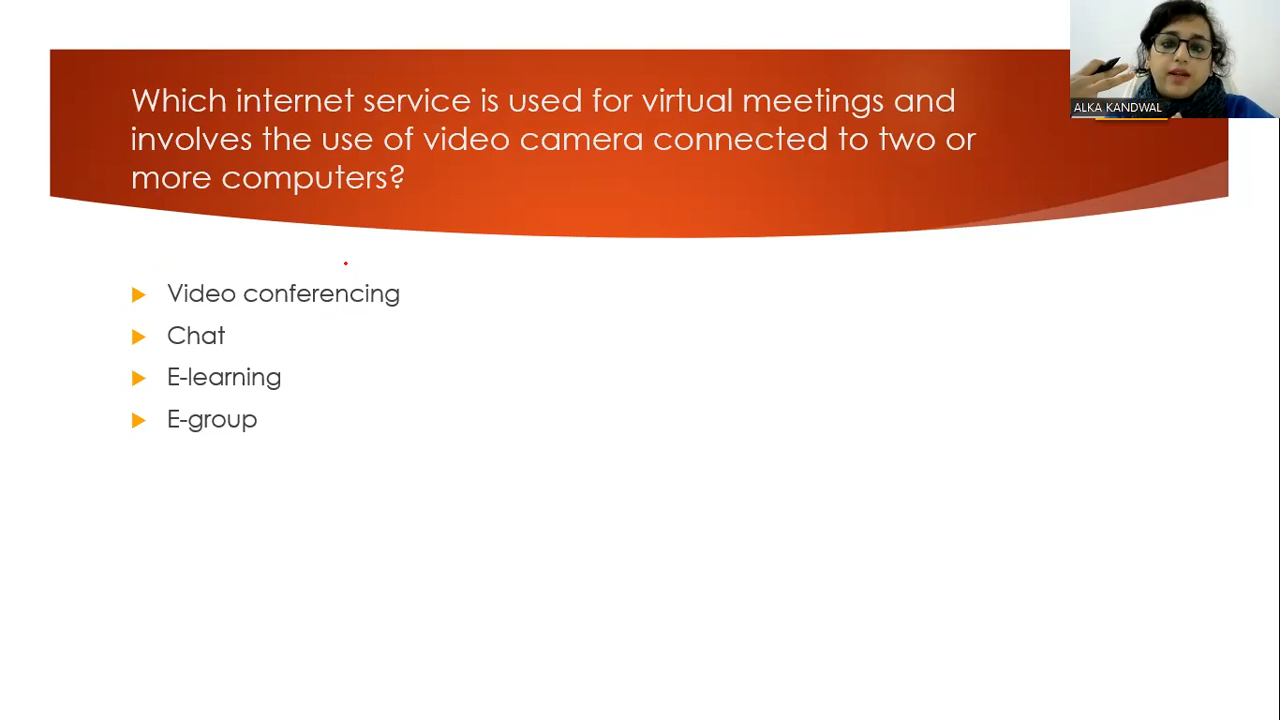 Which internet service is used for virtual meetings and
involves the use of video camera connected to two or
more computers?
ALKA KANDWAL
Video conferencing
Chat
E-learning
E-group